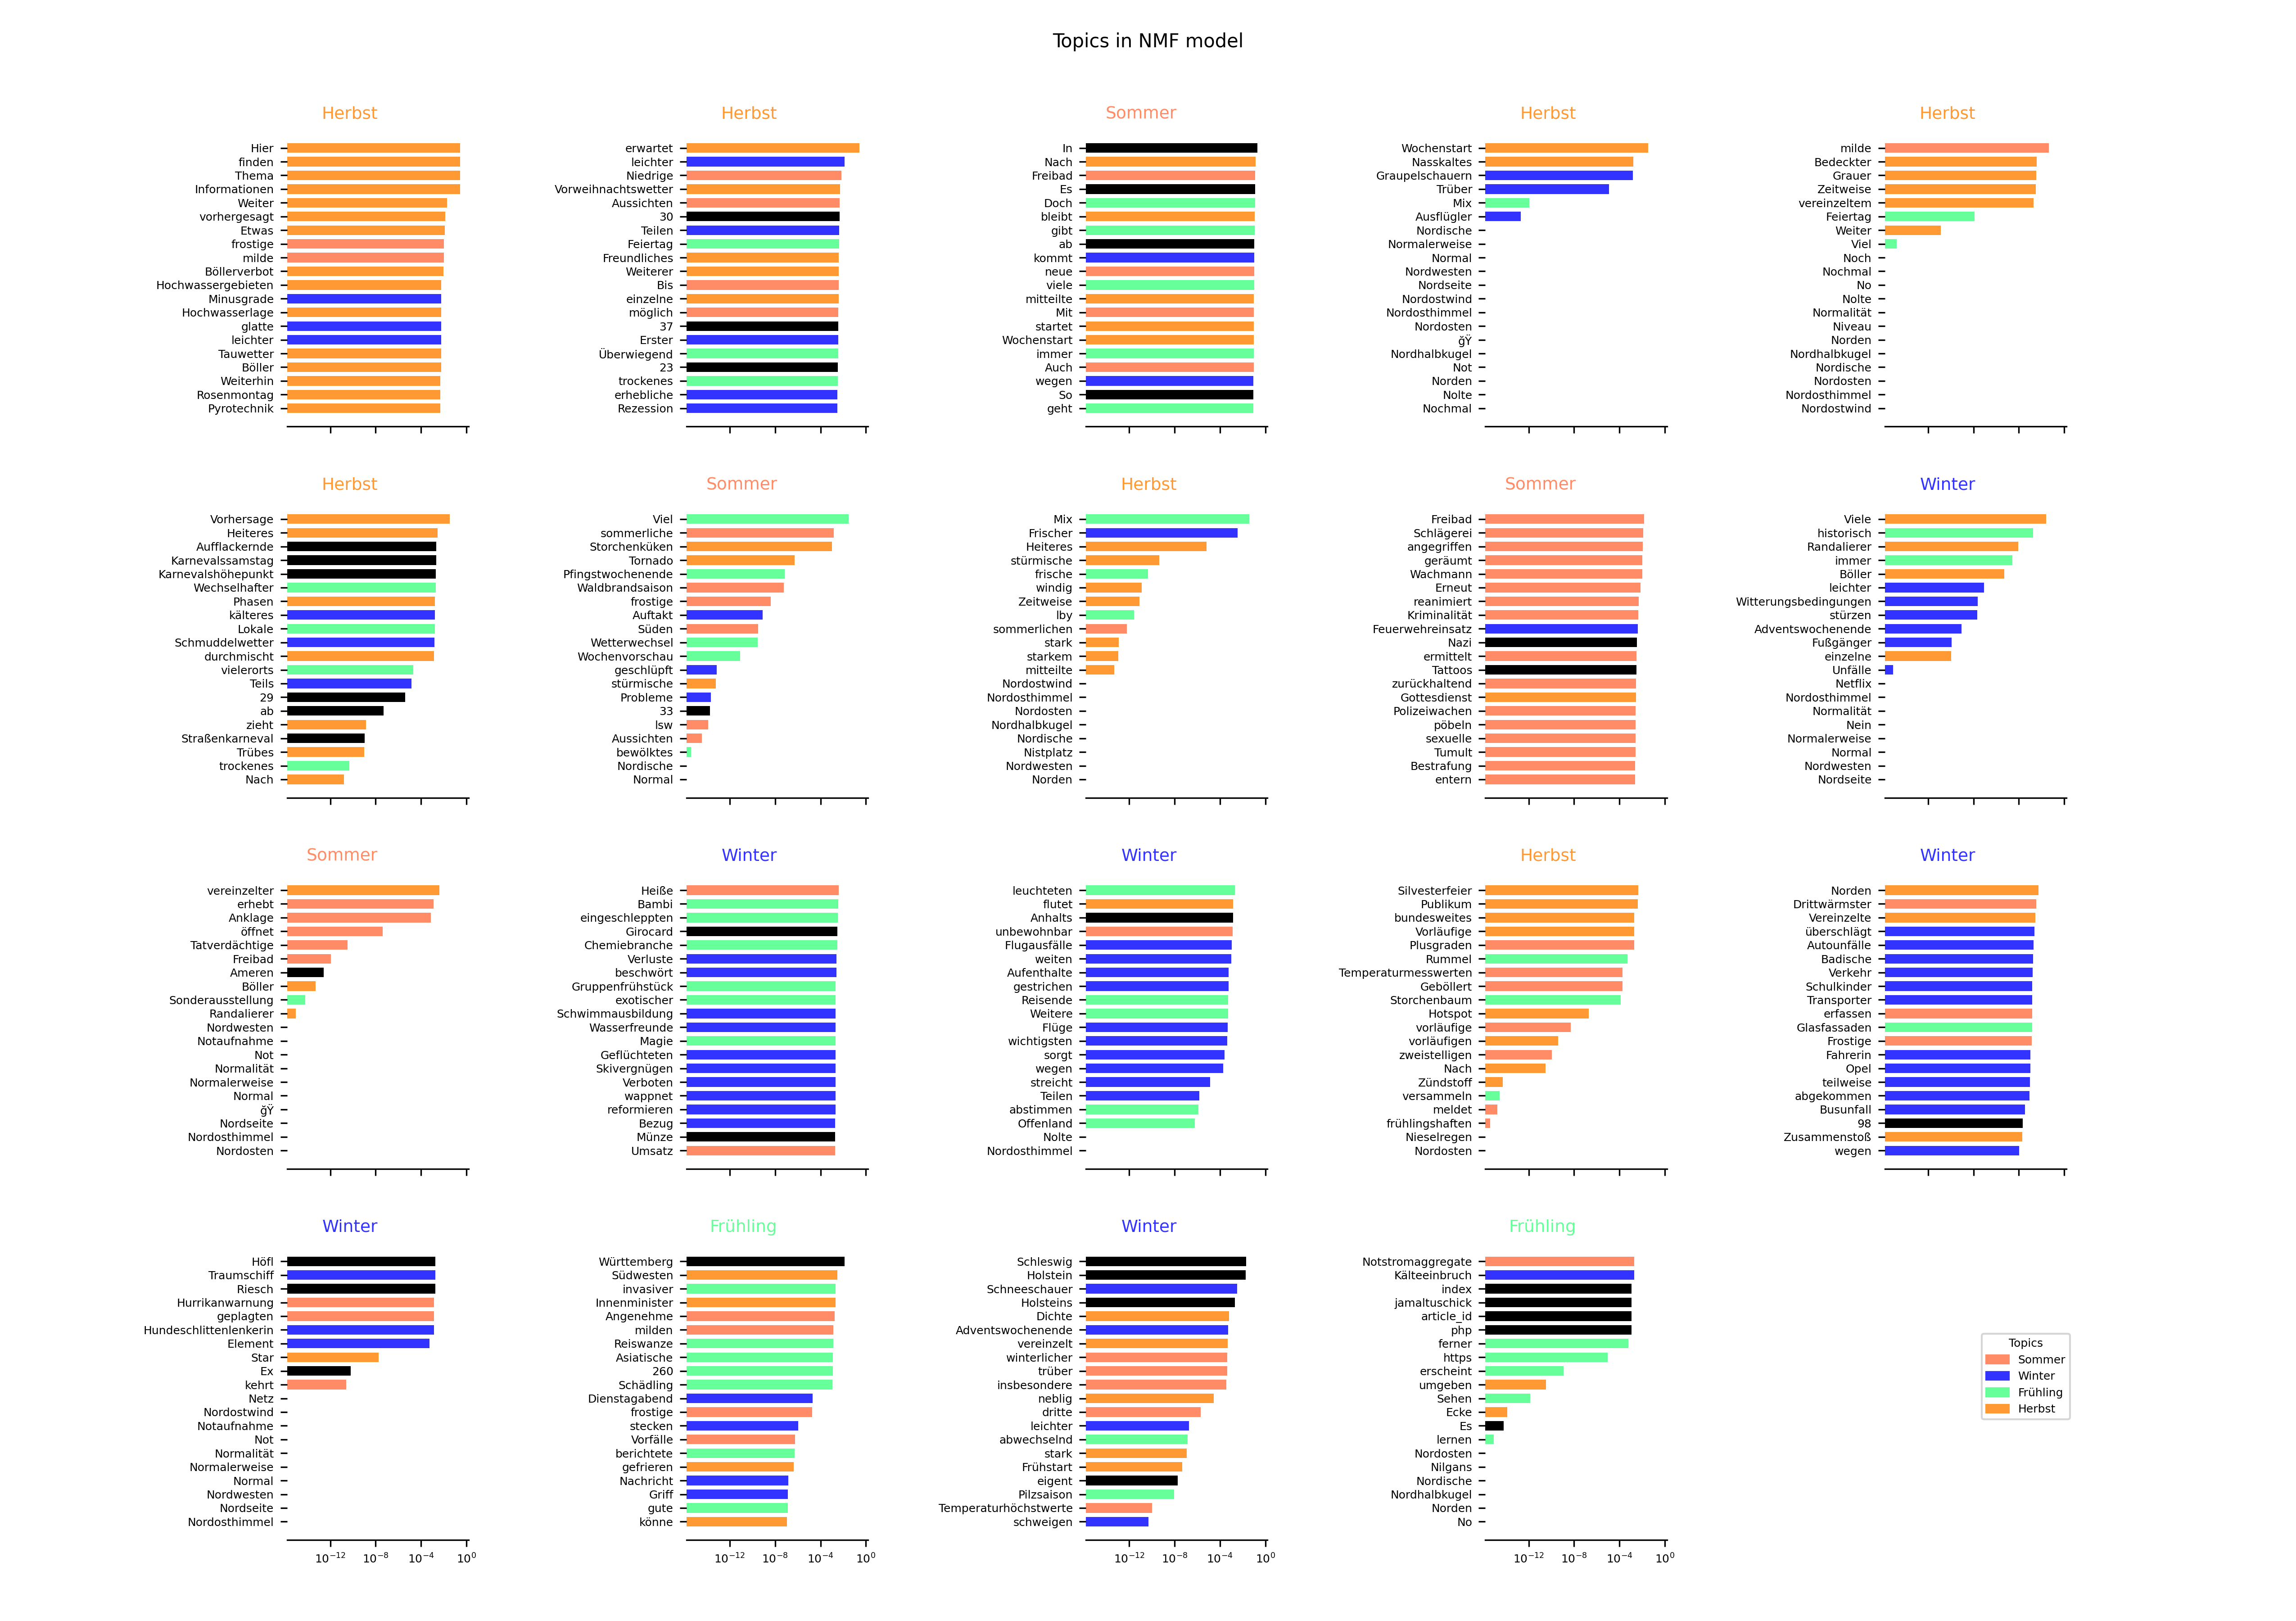 Topics in NMF model
Herbst
Hier
finden
Thema
Informationen
Weiter
vorhergesagt
Etwas
frostige
milde
Böllerverbot
Hochwassergebieten
Minusgrade
Hochwasserlage
glatte
leichter
Tauwetter
Böller
Weiterhin
Rosenmontag
Pyrotechnik
Herbst
erwartet
leichter
Niedrige
Vorweihnachtswetter
Aussichten
30
Teilen
Feiertag
Freundliches
Weiterer
Bis
einzelne
möglich
37
Erster
Überwiegend
23
trockenes
erhebliche
Rezession
Sommer
In
Nach
Freibad
Es
Doch
bleibt
gibt
ab
kommt
neue
viele
mitteilte
Mit
startet
Wochenstart
immer
Auch
wegen
So
geht
Herbst
Wochenstart
Nasskaltes
Graupelschauern
Trüber
Mix
Ausflügler
Nordische
Normalerweise
Normal
Nordwesten
Nordseite
Nordostwind
Nordosthimmel
Nordosten
ğŸ
Nordhalbkugel
Not
Norden
Nolte
Nochmal
Herbst
milde
Bedeckter
Grauer
Zeitweise
vereinzeltem
Feiertag
Weiter
Viel
Noch
Nochmal
No
Nolte
Normalität
Niveau
Norden
Nordhalbkugel
Nordische
Nordosten
Nordosthimmel
Nordostwind
Herbst
Vorhersage
Heiteres
Aufflackernde
Karnevalssamstag
Karnevalshöhepunkt
Wechselhafter
Phasen
kälteres
Lokale
Schmuddelwetter
durchmischt
vielerorts
Teils
29
ab
zieht
Straßenkarneval
Trübes
trockenes
Nach
Sommer
Viel
sommerliche
Storchenküken
Tornado
Pfingstwochenende
Waldbrandsaison
frostige
Auftakt
Süden
Wetterwechsel
Wochenvorschau
geschlüpft
stürmische
Probleme
33
lsw
Aussichten
bewölktes
Nordische
Normal
Herbst
Mix
Frischer
Heiteres
stürmische
frische
windig
Zeitweise
lby
sommerlichen
stark
starkem
mitteilte
Nordostwind
Nordosthimmel
Nordosten
Nordhalbkugel
Nordische
Nistplatz
Nordwesten
Norden
Sommer
Freibad
Schlägerei
angegriffen
geräumt
Wachmann
Erneut
reanimiert
Kriminalität
Feuerwehreinsatz
Nazi
ermittelt
Tattoos
zurückhaltend
Gottesdienst
Polizeiwachen
pöbeln
sexuelle
Tumult
Bestrafung
entern
Winter
Viele
historisch
Randalierer
immer
Böller
leichter
Witterungsbedingungen
stürzen
Adventswochenende
Fußgänger
einzelne
Unfälle
Netflix
Nordosthimmel
Normalität
Nein
Normalerweise
Normal
Nordwesten
Nordseite
Sommer
vereinzelter
erhebt
Anklage
öffnet
Tatverdächtige
Freibad
Ameren
Böller
Sonderausstellung
Randalierer
Nordwesten
Notaufnahme
Not
Normalität
Normalerweise
Normal
ğŸ
Nordseite
Nordosthimmel
Nordosten
Winter
Heiße
Bambi
eingeschleppten
Girocard
Chemiebranche
Verluste
beschwört
Gruppenfrühstück
exotischer
Schwimmausbildung
Wasserfreunde
Magie
Geflüchteten
Skivergnügen
Verboten
wappnet
reformieren
Bezug
Münze
Umsatz
Winter
leuchteten
flutet
Anhalts
unbewohnbar
Flugausfälle
weiten
Aufenthalte
gestrichen
Reisende
Weitere
Flüge
wichtigsten
sorgt
wegen
streicht
Teilen
abstimmen
Offenland
Nolte
Nordosthimmel
Herbst
Silvesterfeier
Publikum
bundesweites
Vorläufige
Plusgraden
Rummel
Temperaturmesswerten
Geböllert
Storchenbaum
Hotspot
vorläufige
vorläufigen
zweistelligen
Nach
Zündstoff
versammeln
meldet
frühlingshaften
Nieselregen
Nordosten
Winter
Norden
Drittwärmster
Vereinzelte
überschlägt
Autounfälle
Badische
Verkehr
Schulkinder
Transporter
erfassen
Glasfassaden
Frostige
Fahrerin
Opel
teilweise
abgekommen
Busunfall
98
Zusammenstoß
wegen
Winter
Höfl
Traumschiff
Riesch
Hurrikanwarnung
geplagten
Hundeschlittenlenkerin
Element
Star
Ex
kehrt
Netz
Nordostwind
Notaufnahme
Not
Normalität
Normalerweise
Normal
Nordwesten
Nordseite
Nordosthimmel
10⁻¹² 10⁻⁸ 10⁻⁴ 10⁰
Frühling
Württemberg
Südwesten
invasiver
Innenminister
Angenehme
milden
Reiswanze
Asiatische
260
Schädling
Dienstagabend
frostige
stecken
Vorfälle
berichtete
gefrieren
Nachricht
Griff
gute
könne
10⁻¹² 10⁻⁸ 10⁻⁴ 10⁰
Winter
Schleswig
Holstein
Schneeschauer
Holsteins
Dichte
Adventswochenende
vereinzelt
winterlicher
trüber
insbesondere
neblig
dritte
leichter
abwechselnd
stark
Frühstart
eigent
Pilzsaison
Temperaturhöchstwerte
schweigen
10⁻¹² 10⁻⁸ 10⁻⁴ 10⁰
Frühling
Notstromaggregate
Kälteeinbruch
index
jamaltuschick
article_id
php
ferner
https
erscheint
umgeben
Sehen
Ecke
Es
lernen
Nordosten
Nilgans
Nordische
Nordhalbkugel
Norden
No
10⁻¹² 10⁻⁸ 10⁻⁴ 10⁰
Topics
Sommer
Winter
Frühling
Herbst